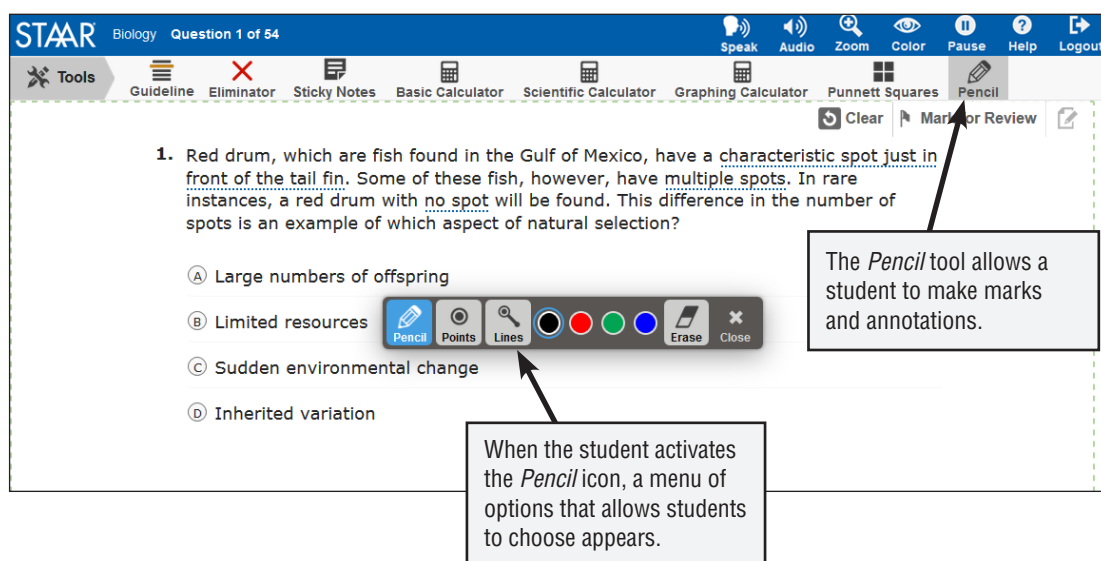 STAAR Biology Question 1 of 54 Speak Audio Zoom Color Pause Help Logout
Tools Guideline Eliminator Sticky Notes Basic Calculator Scientific Calculator Graphing Calculator Punnett Squares Pencil
Clear Mark for Review
1. Red drum, which are fish found in the Gulf of Mexico, have a characteristic spot just in
front of the tail fin. Some of these fish, however, have multiple spots. In rare
instances, a red drum with no spot will be found. This difference in the number of
spots is an example of which aspect of natural selection?
A Large numbers of offspring
B Limited resources
C Sudden environmental change
D Inherited variation
Pencil Points Lines Erase Close
The Pencil tool allows a
student to make marks
and annotations.
When the student activates
the Pencil icon, a menu of
options that allows students
to choose appears.